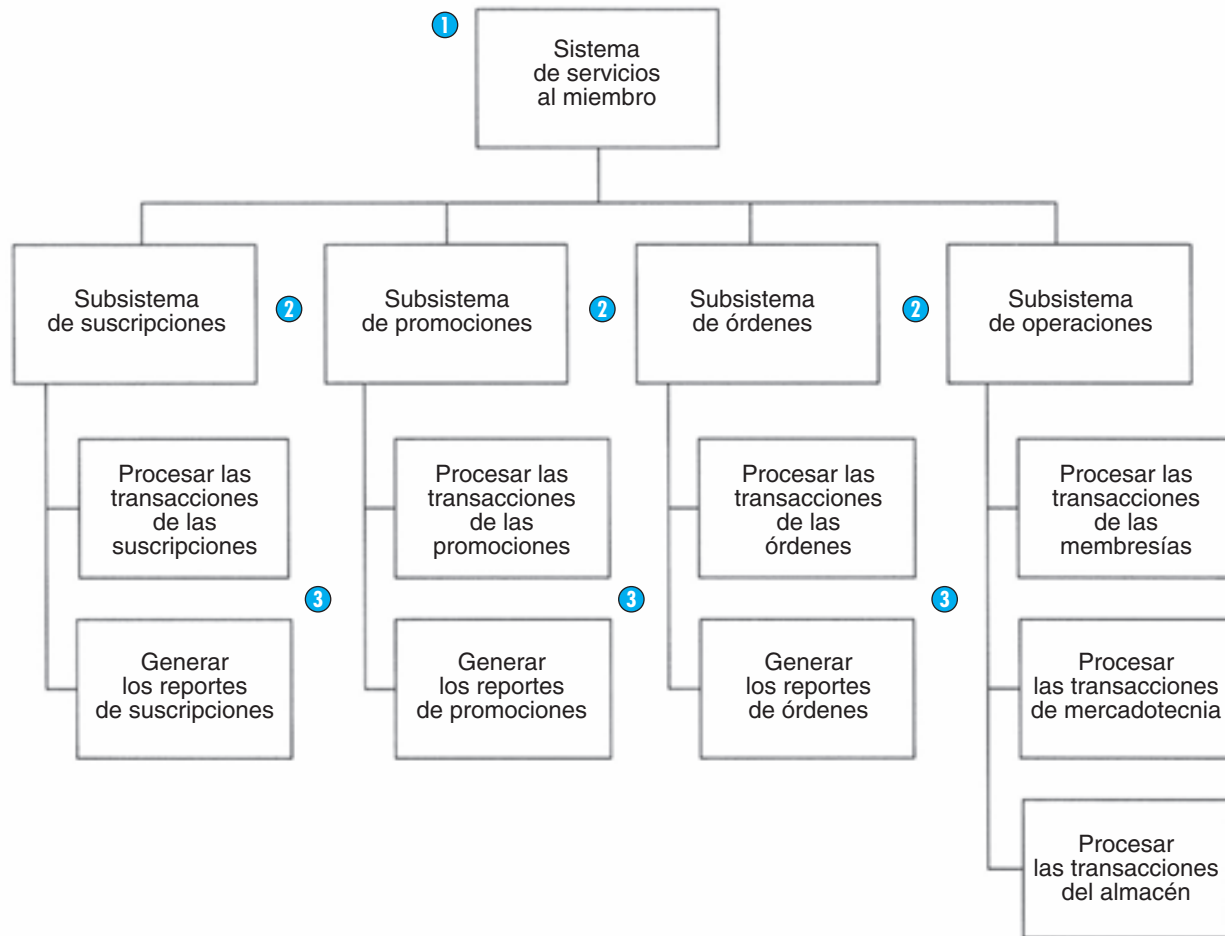 1
Sistema
de servicios
al miembro
Subsistema
de suscripciones
2
Subsistema
de promociones
2
Subsistema
de órdenes
2
Subsistema
de operaciones
Procesar las
transacciones
de las
suscripciones
Procesar las
transacciones
de las
promociones
Procesar las
transacciones
de las
órdenes
Procesar las
transacciones
de las
membresías
3
3
3
Generar
los reportes
de suscripciones
Generar
los reportes
de promociones
Generar
los reportes
de órdenes
Procesar
las transacciones
de mercadotecnia
Procesar
las transacciones
del almacén